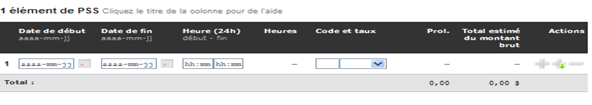 1 élément de PSS Cliquez le titre de la colonne pour de l'aide
Date de début Date de fin Heure (24h) Heures Code et taux Prol. Total estimé du montant brut Actions
aaaa-mm-jj aaaa-mm-jj début - fin
1 aaaa-mm-jj aaaa-mm-jj hh:mm hh:mm — — —
Total : 0,00 0,00 $